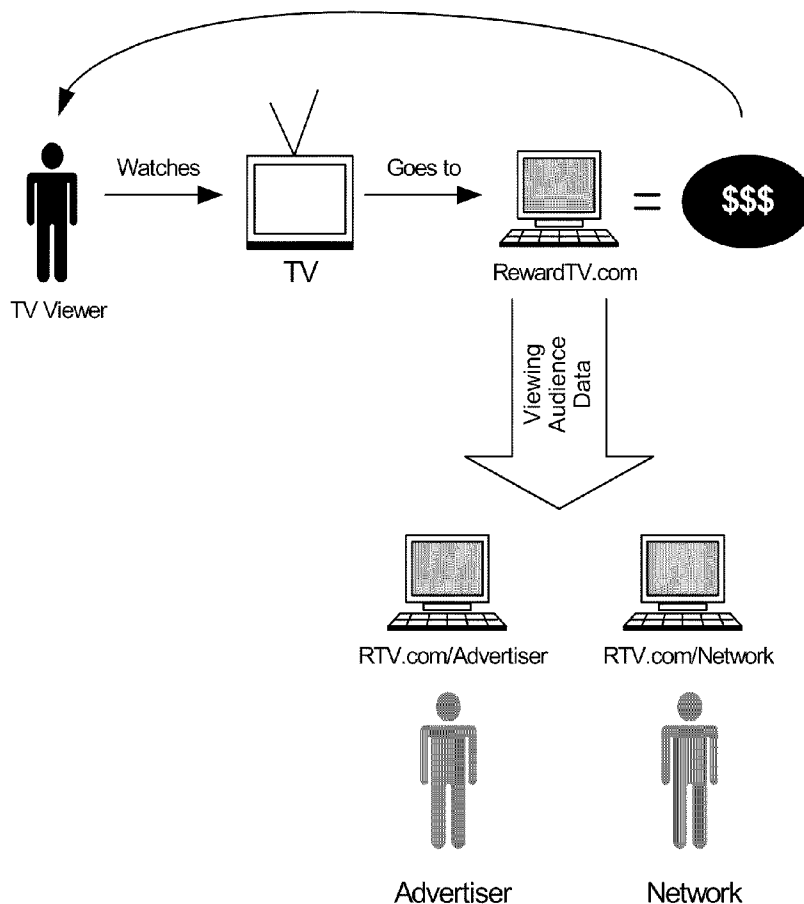 Watches
Goes to
=
$$$
TV
RewardTV.com
TV Viewer
Viewing
Audience
Data
RTV.com/Advertiser
RTV.com/Network
Advertiser
Network